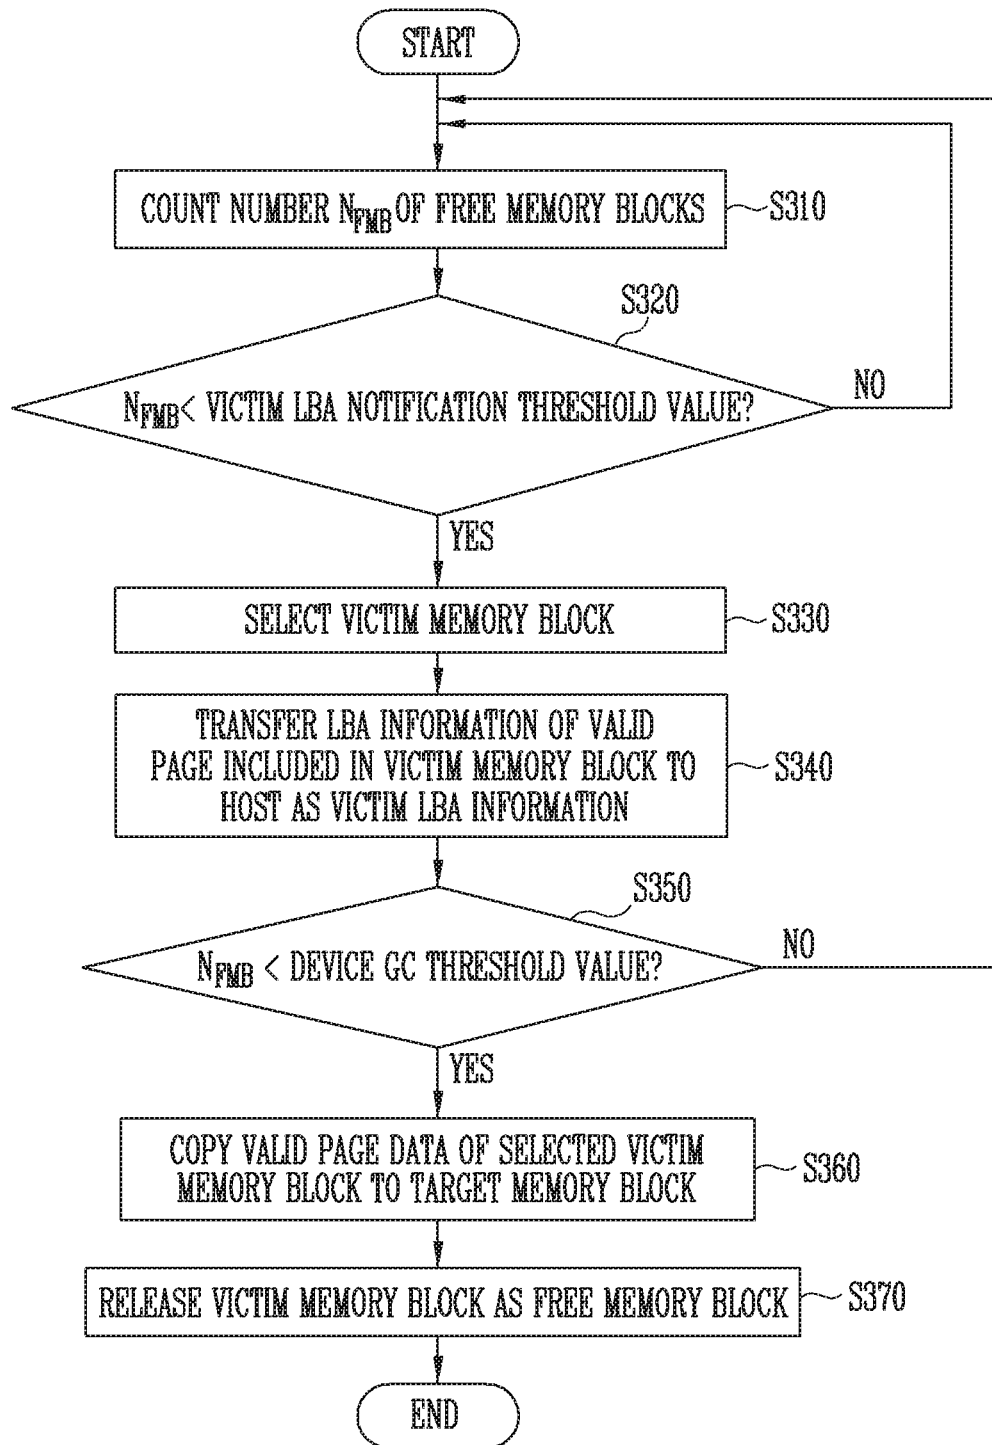 START
COUNT NUMBER N_FMB OF FREE MEMORY BLOCKS
S310
S320
N_FMB < VICTIM LBA NOTIFICATION THRESHOLD VALUE?
NO
YES
SELECT VICTIM MEMORY BLOCK
S330
TRANSFER LBA INFORMATION OF VALID
PAGE INCLUDED IN VICTIM MEMORY BLOCK TO
HOST AS VICTIM LBA INFORMATION
S340
S350
N_FMB < DEVICE GC THRESHOLD VALUE?
NO
YES
COPY VALID PAGE DATA OF SELECTED VICTIM
MEMORY BLOCK TO TARGET MEMORY BLOCK
S360
RELEASE VICTIM MEMORY BLOCK AS FREE MEMORY BLOCK
S370
END